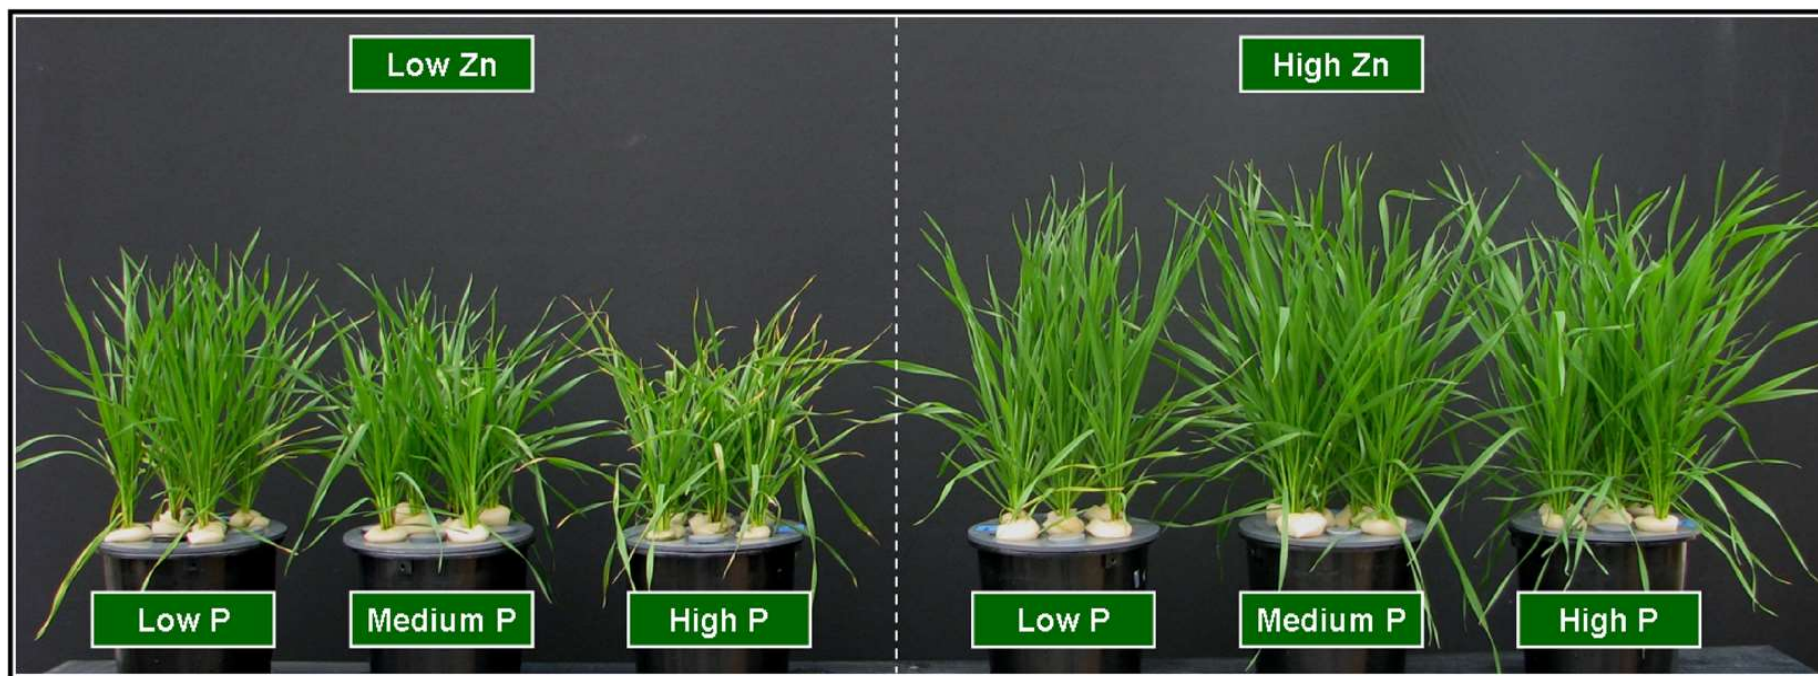 Low Zn
High Zn
Low P
Medium P
High P
Low P
Medium P
High P